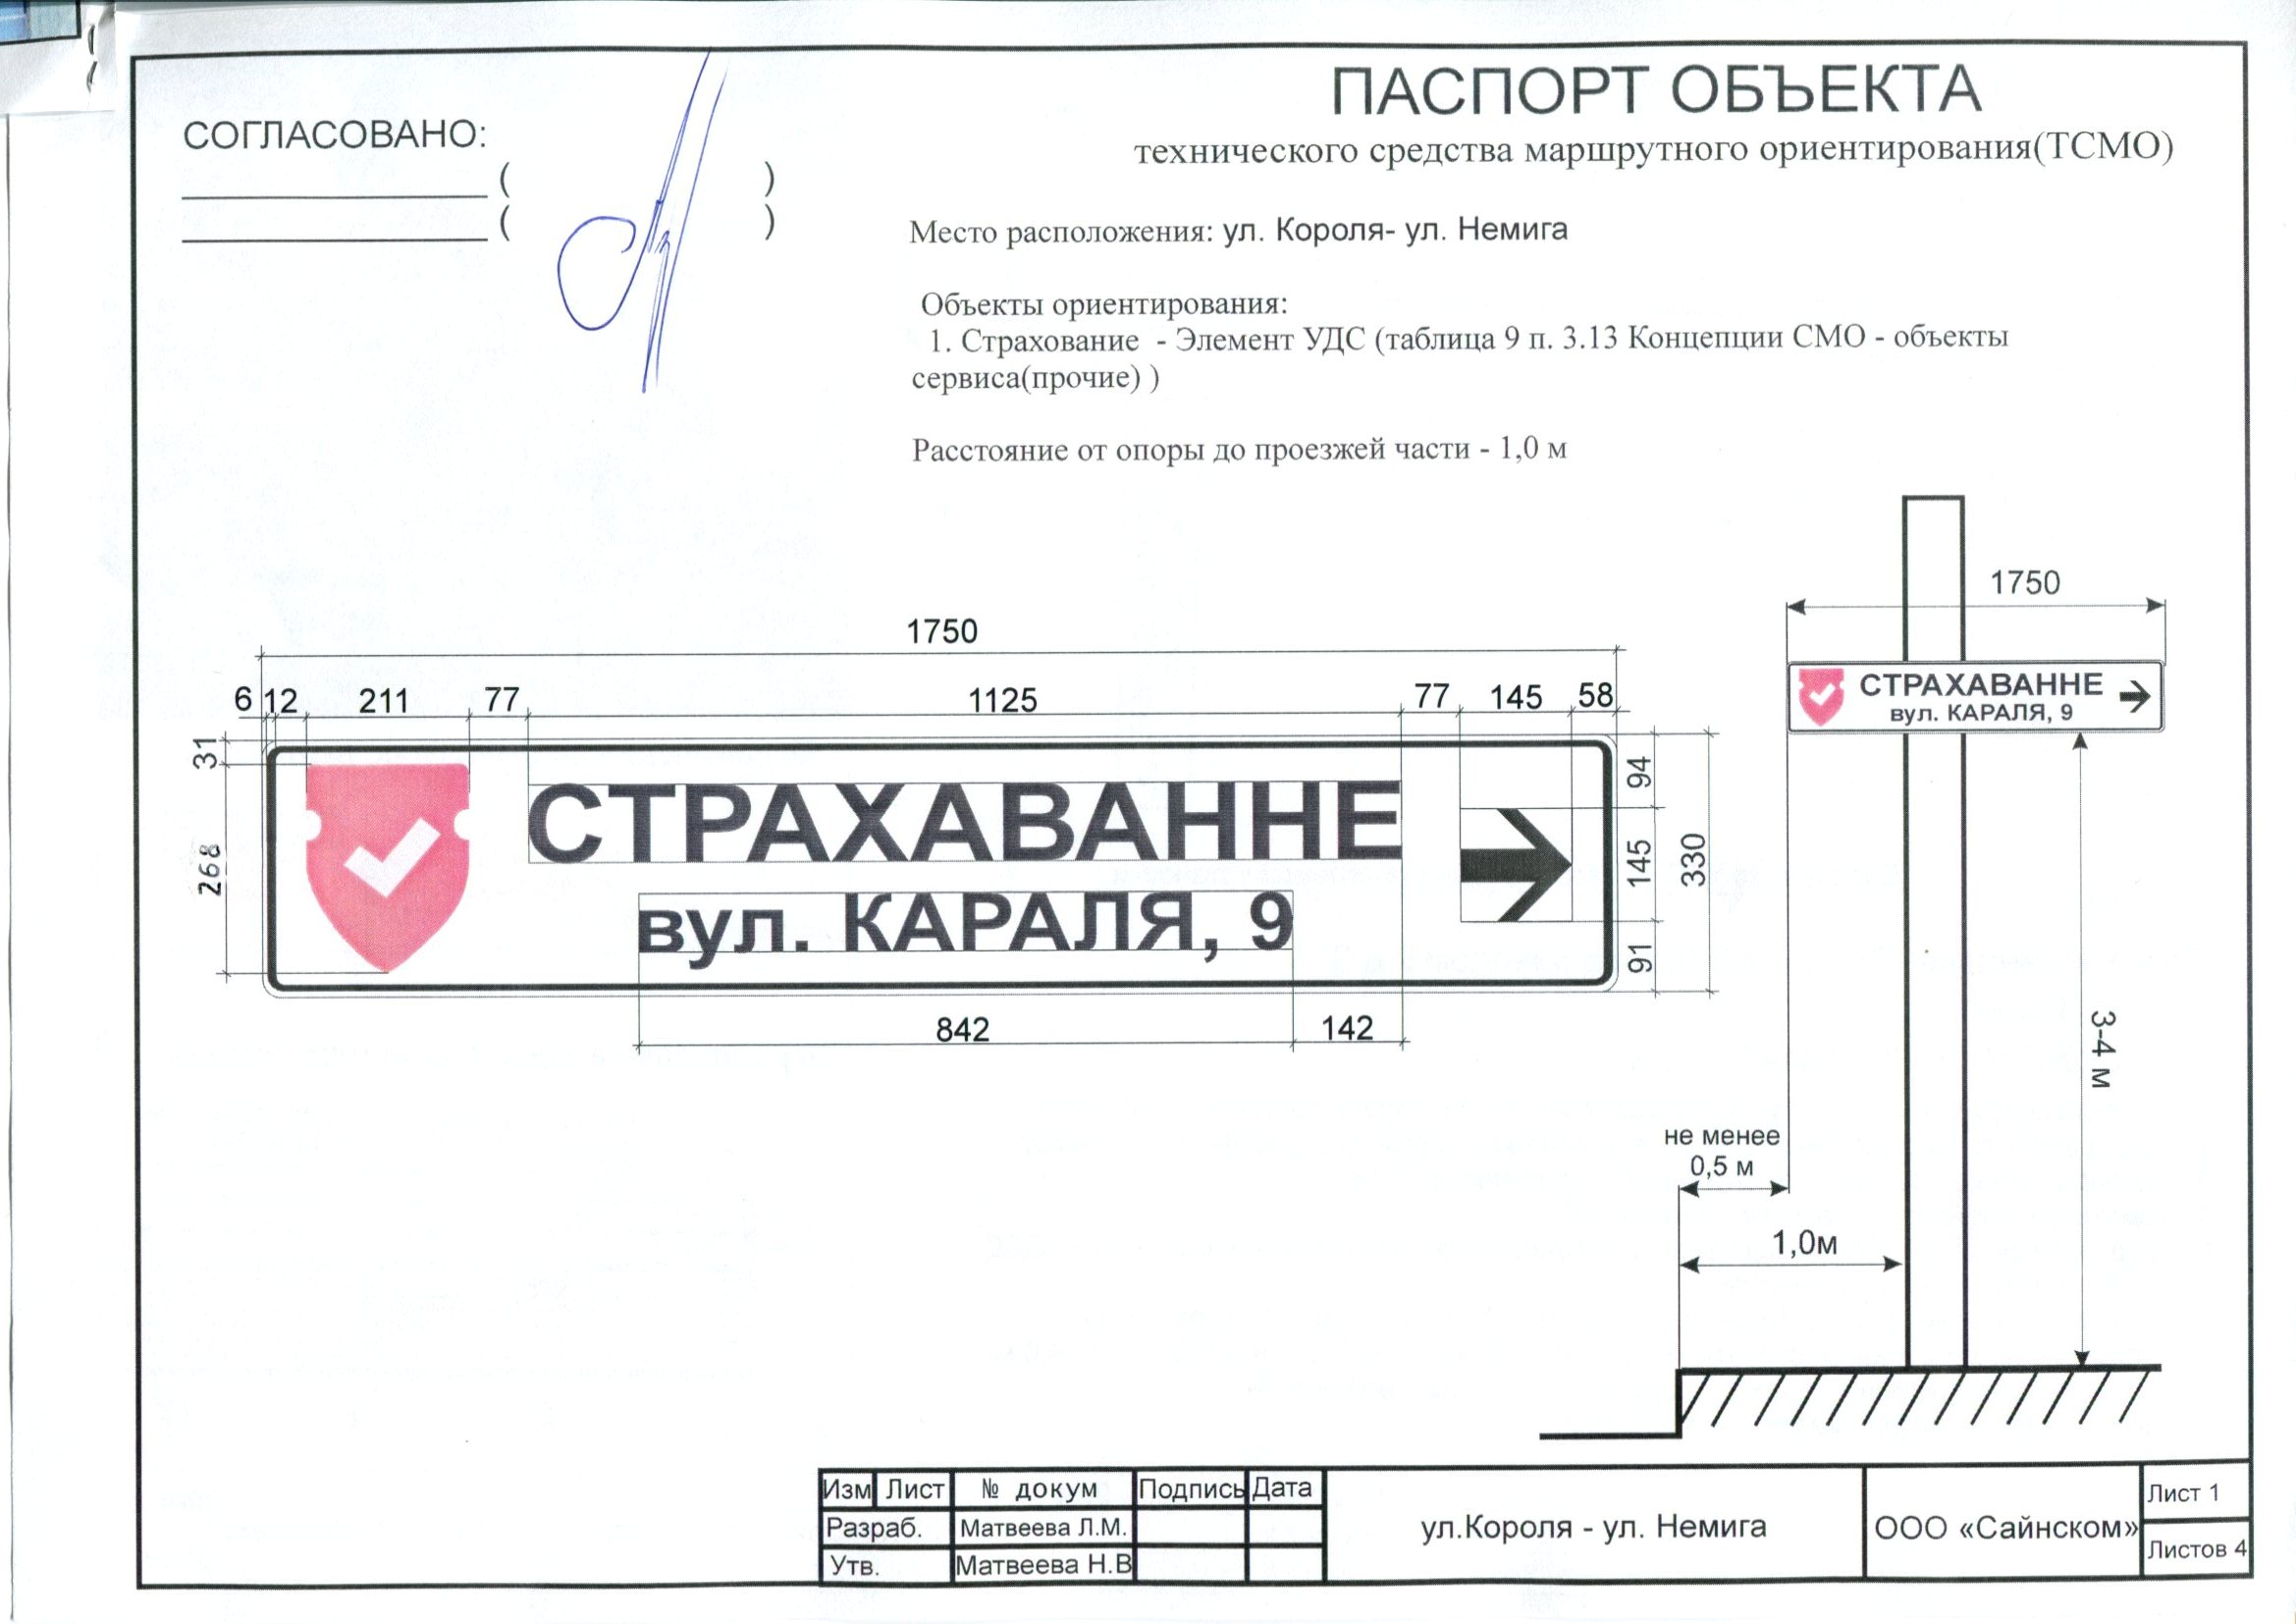 СОГЛАСОВАНО:
( )
( )
ПАСПОРТ ОБЪЕКТА
технического средства маршрутного ориентирования(ТСМО)
Место расположения: ул. Короля- ул. Немига
Объекты ориентирования:
1. Страхование - Элемент УДС (таблица 9 п. 3.13 Концепции СМО - объекты
сервиса(прочие) )
Расстояние от опоры до проезжей части - 1,0 м
1750
6 12 211 77 1125 77 145 58
31
268
СТРАХАВАННЕ
вул. КАРАЛЯ, 9
94
145
91
330
842 142
1750
СТРАХАВАННЕ
вул. КАРАЛЯ, 9
3-4 м
не менее
0,5 м
1,0м
Изм Лист № докум Подпись Дата
Разраб. Матвеева Л.М.
Утв. Матвеева Н.В
ул.Короля - ул. Немига
ООО «Сайнском»
Лист 1
Листов 4